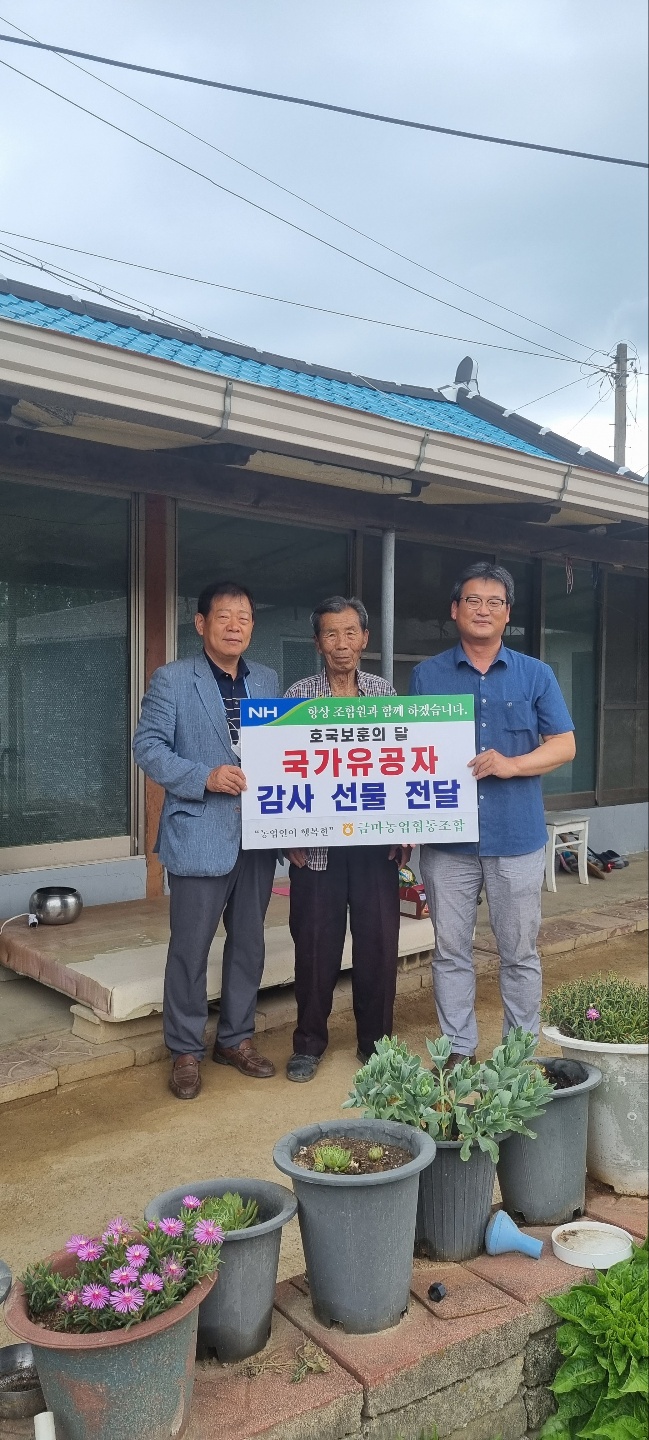 NH 항상 조합원과 함께 하겠습니다.
호국보훈의 달
국가유공자
감사 선물 전달
"농업인이 행복한" 금마농업협동조합